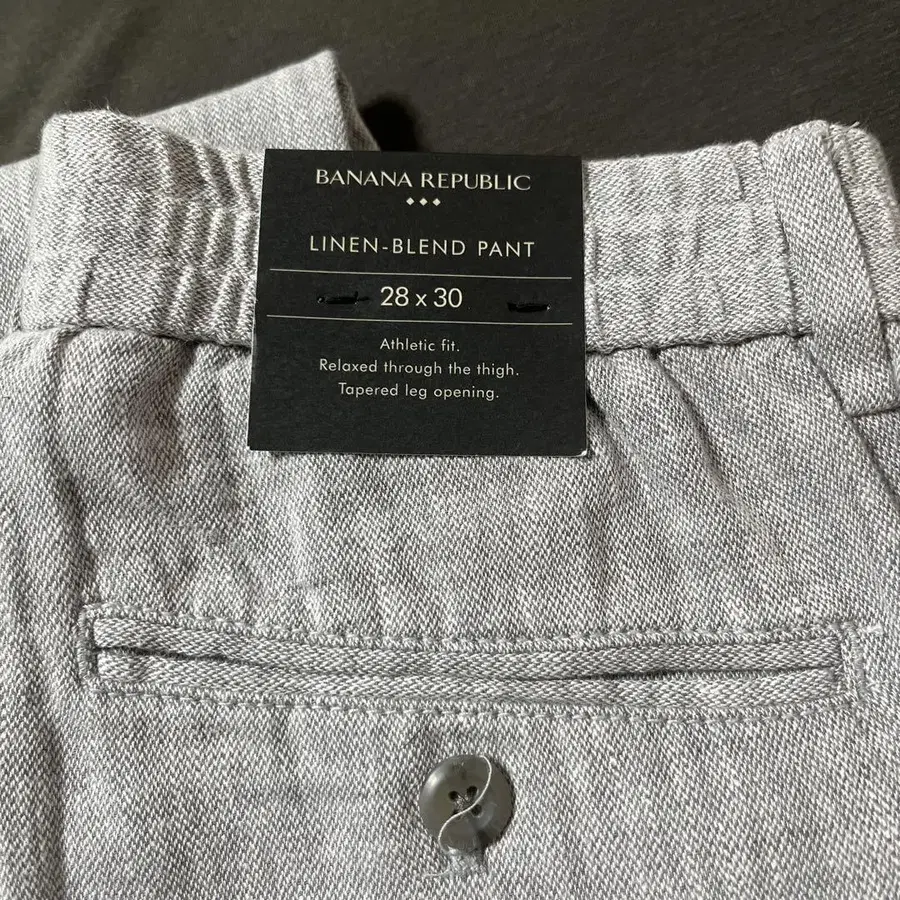 BANANA REPUBLIC
LINEN-BLEND PANT
28 x 30
Athletic fit.
Relaxed through the thigh.
Tapered leg opening.